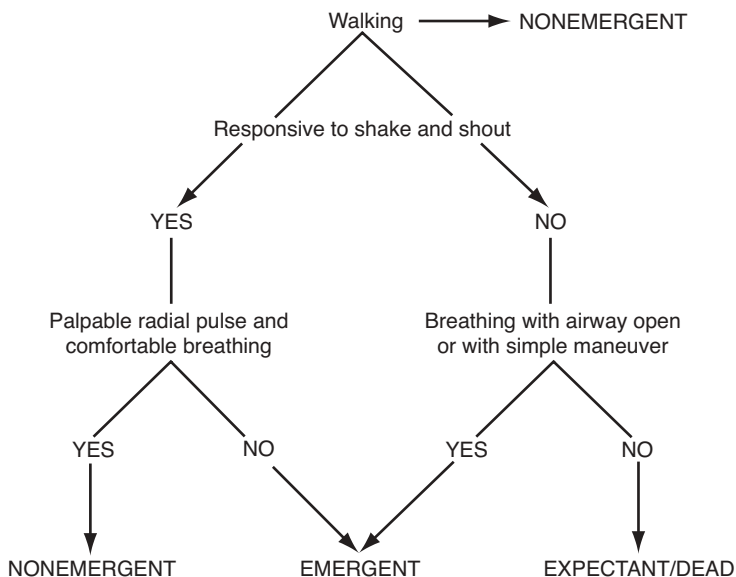 Walking
NONEMERGENT
Responsive to shake and shout
YES
NO
Palpable radial pulse and
comfortable breathing
Breathing with airway open
or with simple maneuver
YES
NO
YES
NO
NONEMERGENT
EMERGENT
EXPECTANT/DEAD